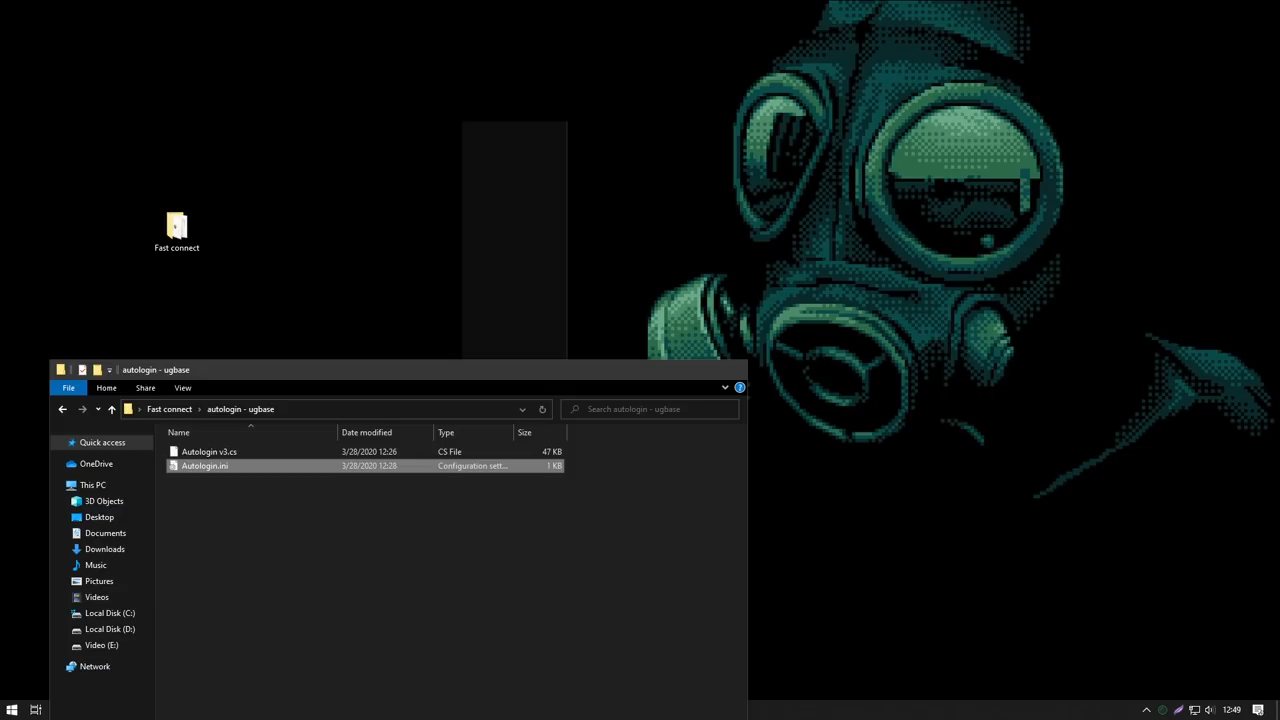 Fast connect
autologin - ugbase
File Home Share View
Fast connect › autologin - ugbase
Search autologin - ugbase
Name Date modified Type Size
Quick access
Autologin v3.cs 3/28/2020 12:26 CS File 47 KB
Autologin.ini 3/28/2020 12:28 Configuration sett... 1 KB
OneDrive
This PC
3D Objects
Desktop
Documents
Downloads
Music
Pictures
Videos
Local Disk (C:)
Local Disk (D:)
Video (E:)
Network
12:49